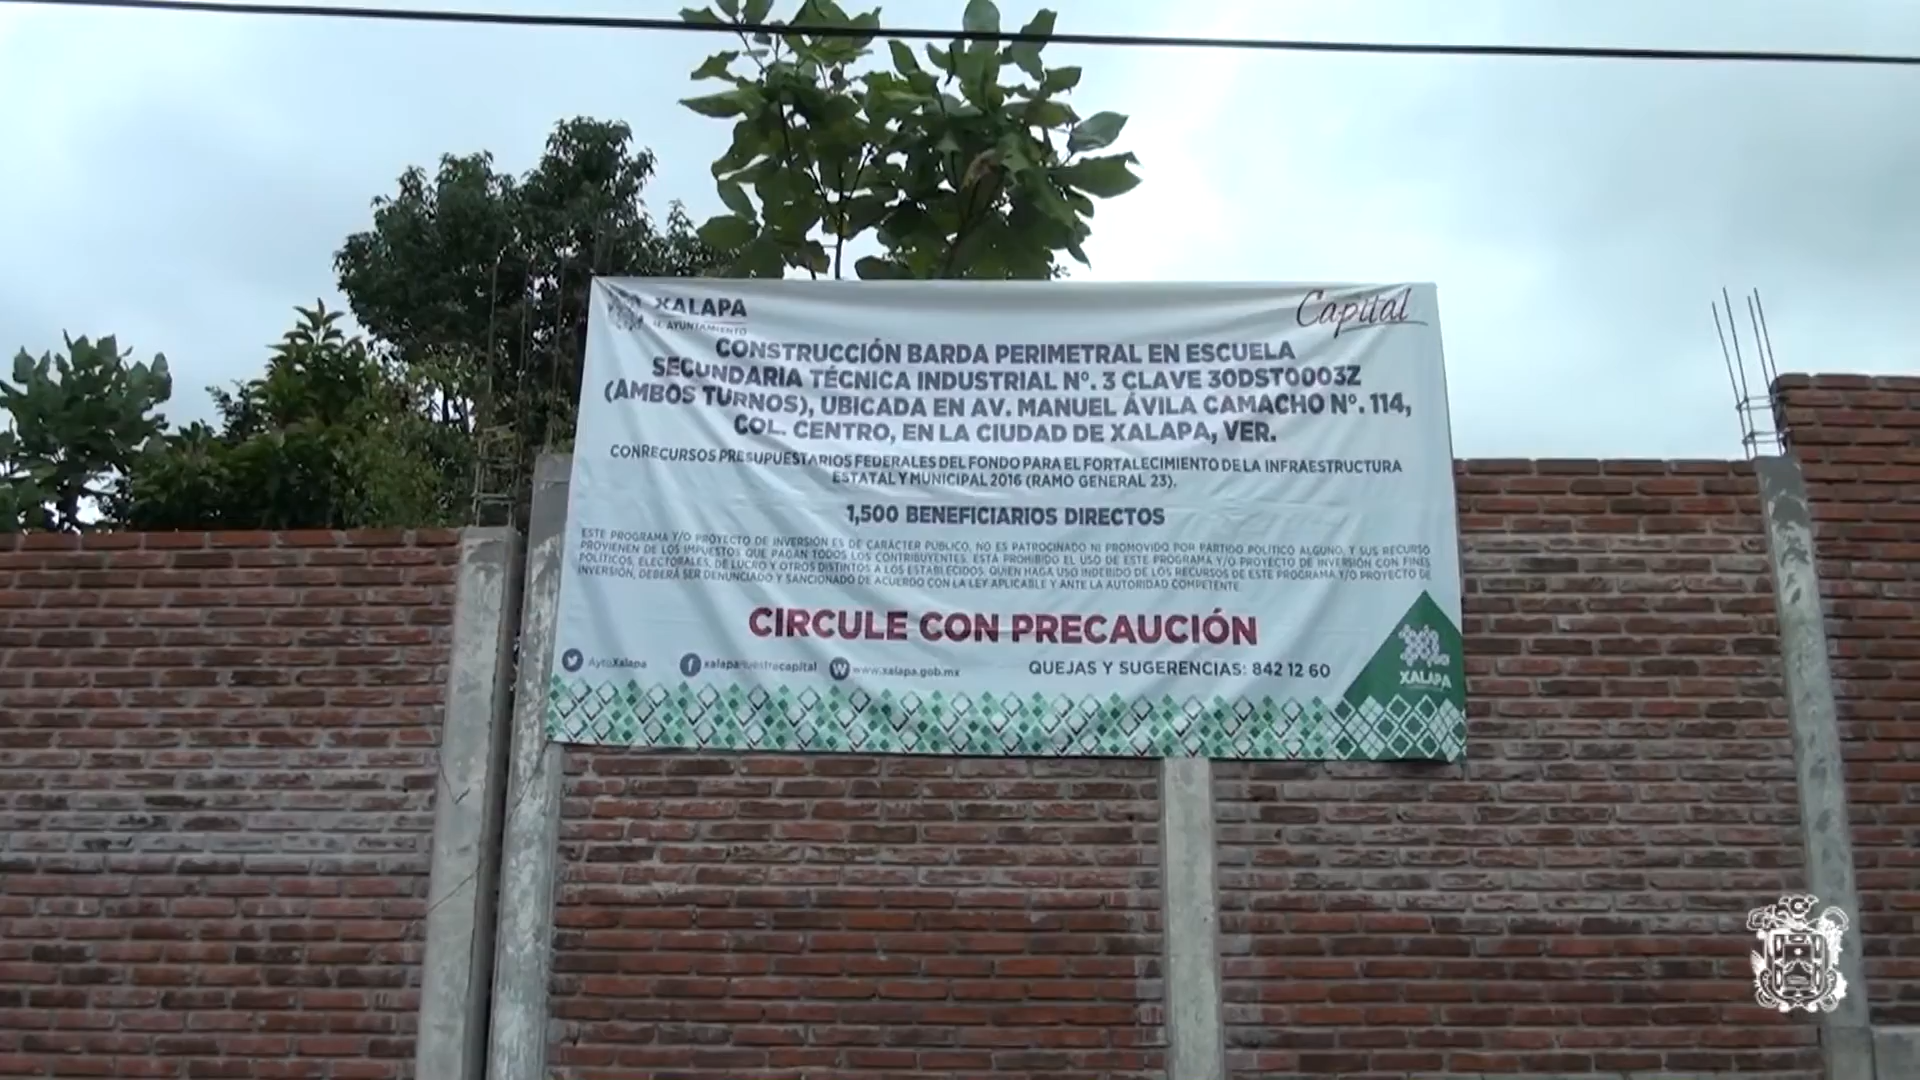 XALAPA
H. AYUNTAMIENTO
Capital
CONSTRUCCIÓN BARDA PERIMETRAL EN ESCUELA
SECUNDARIA TÉCNICA INDUSTRIAL Nº. 3 CLAVE 30DST0003Z
(AMBOS TURNOS), UBICADA EN AV. MANUEL ÁVILA CAMACHO Nº. 114,
COL. CENTRO, EN LA CIUDAD DE XALAPA, VER.
CON RECURSOS PRESUPUESTARIOS FEDERALES DEL FONDO PARA EL FORTALECIMIENTO DE LA INFRAESTRUCTURA
ESTATAL Y MUNICIPAL 2016 (RAMO GENERAL 23).
1,500 BENEFICIARIOS DIRECTOS
ESTE PROGRAMA Y/O PROYECTO DE INVERSIÓN ES DE CARÁCTER PÚBLICO, NO ES PATROCINADO NI PROMOVIDO POR PARTIDO POLÍTICO ALGUNO, Y SUS RECURSO
PROVIENEN DE LOS IMPUESTOS QUE PAGAN TODOS LOS CONTRIBUYENTES. ESTÁ PROHIBIDO EL USO DE ESTE PROGRAMA Y/O PROYECTO DE INVERSIÓN CON FINES
POLÍTICOS, ELECTORALES, DE LUCRO Y OTROS DISTINTOS A LOS ESTABLECIDOS. QUIEN HAGA USO INDEBIDO DE LOS RECURSOS DE ESTE PROGRAMA Y/O PROYECTO DE
INVERSIÓN, DEBERÁ SER DENUNCIADO Y SANCIONADO DE ACUERDO CON LA LEY APLICABLE Y ANTE LA AUTORIDAD COMPETENTE.
CIRCULE CON PRECAUCIÓN
AytoXalapa xalapanuestracapital www.xalapa.gob.mx QUEJAS Y SUGERENCIAS: 842 12 60
XALAPA